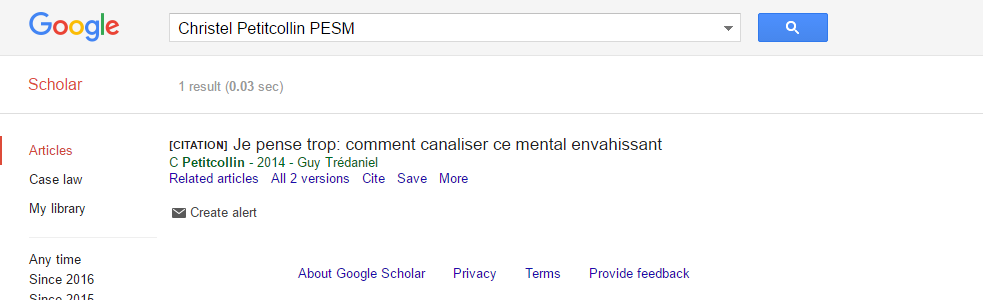 Google
Christel Petitcollin PESM
Scholar
1 result (0.03 sec)
Articles
Case law
My library
Any time
Since 2016
Since 2015
[CITATION] Je pense trop: comment canaliser ce mental envahissant
C Petitcollin - 2014 - Guy Trédaniel
Related articles All 2 versions Cite Save More
Create alert
About Google Scholar Privacy Terms Provide feedback